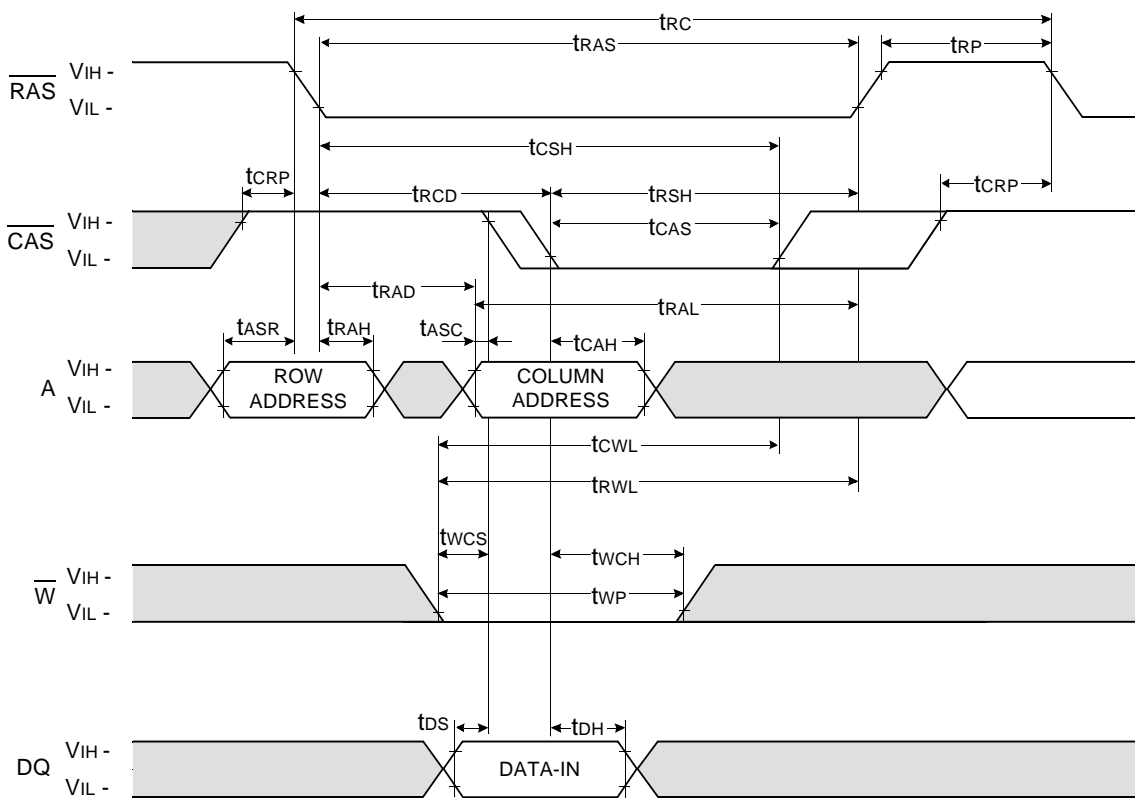 tRC
tRAS
tRP
RAS
VIH -
VIL -
tCSH
tCRP
tRCD
tRSH
tCRP
CAS
VIH -
VIL -
tCAS
tRAD
tRAL
tASR
tRAH
tASC
tCAH
A
VIH -
VIL -
ROW
ADDRESS
COLUMN
ADDRESS
tCWL
tRWL
tWCS
tWCH
W
VIH -
VIL -
tWP
tDS
tDH
DQ
VIH -
VIL -
DATA-IN